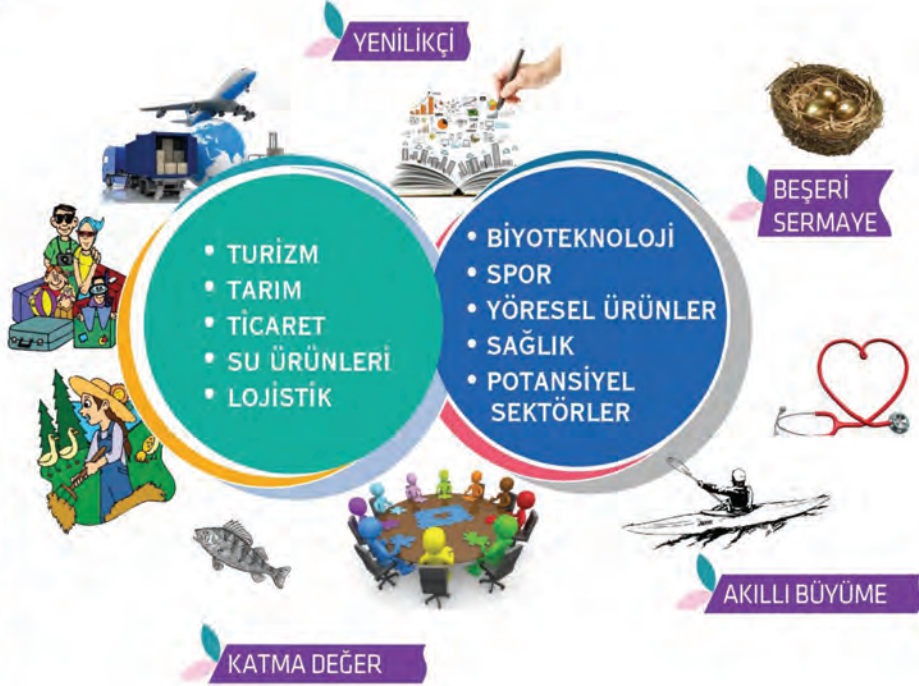 YENİLİKÇİ
BEŞERİ
SERMAYE
• TURİZM
• TARIM
• TİCARET
• SU ÜRÜNLERİ
• LOJİSTİK
• BİYOTEKNOLOJİ
• SPOR
• YÖRESEL ÜRÜNLER
• SAĞLIK
• POTANSİYEL
SEKTÖRLER
AKILLI BÜYÜME
KATMA DEĞER